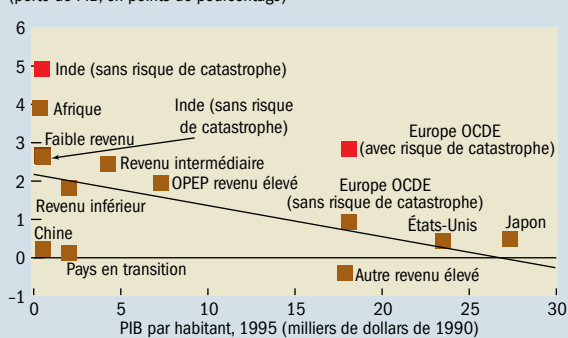 (perte de PIB, en points de pourcentage)
6
5
4
3
2
1
0
–1
Inde (sans risque de catastrophe)
Afrique
Inde (sans risque
de catastrophe)
Faible revenu
Revenu intermédiaire
Europe OCDE
(avec risque de catastrophe)
OPEP revenu élevé
Revenu inférieur
Europe OCDE
(sans risque de catastrophe)
États-Unis
Japon
Chine
Pays en transition
Autre revenu élevé
0 5 10 15 20 25 30
PIB par habitant, 1995 (milliers de dollars de 1990)